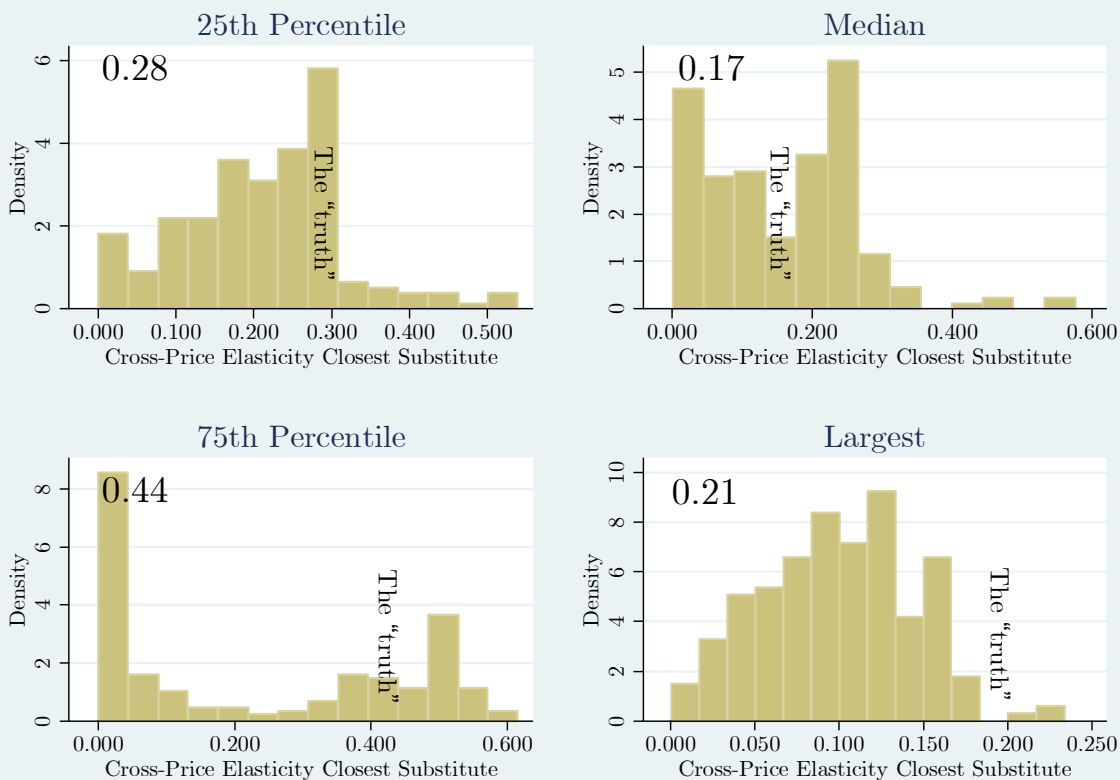 25th Percentile
0.28
Density
6
4
2
0
The “truth”
0.000 0.100 0.200 0.300 0.400 0.500
Cross-Price Elasticity Closest Substitute
Median
0.17
Density
5
4
3
2
1
0
The “truth”
0.000 0.200 0.400 0.600
Cross-Price Elasticity Closest Substitute
75th Percentile
0.44
Density
8
6
4
2
0
The “truth”
0.000 0.200 0.400 0.600
Cross-Price Elasticity Closest Substitute
Largest
0.21
Density
10
8
6
4
2
0
The “truth”
0.000 0.050 0.100 0.150 0.200 0.250
Cross-Price Elasticity Closest Substitute